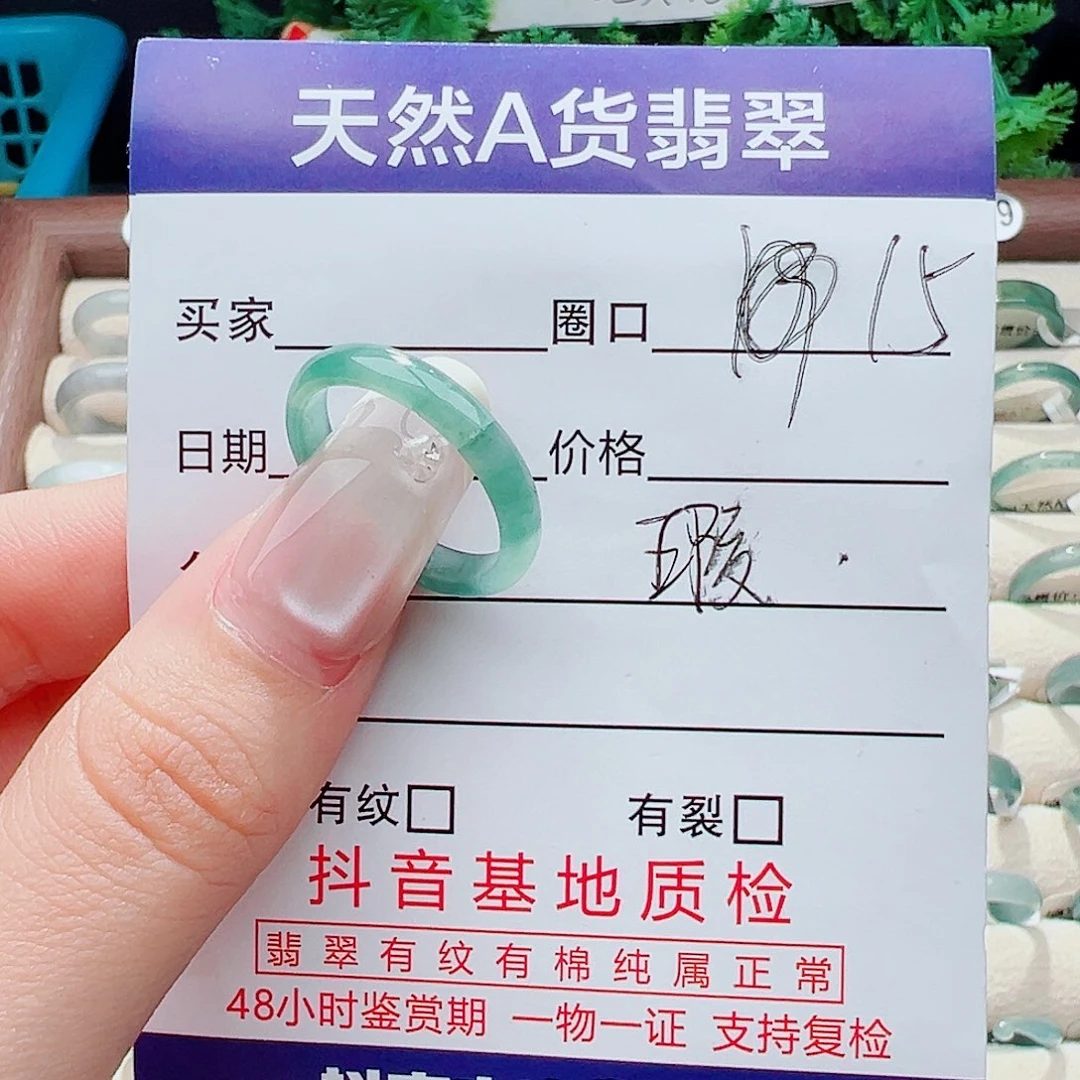 天然A货翡翠
买家 圈口 15
日期 价格
瑕
有纹□ 有裂□
抖音基地质检
翡翠有纹有棉纯属正常
48小时鉴赏期 一物一证 支持复检